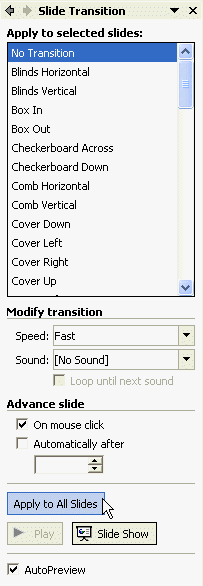 Slide Transition
Apply to selected slides:
No Transition
Blinds Horizontal
Blinds Vertical
Box In
Box Out
Checkerboard Across
Checkerboard Down
Comb Horizontal
Comb Vertical
Cover Down
Cover Left
Cover Right
Cover Up
Modify transition
Speed: Fast
Sound: [No Sound]
Loop until next sound
Advance slide
On mouse click
Automatically after
Apply to All Slides
Play Slide Show
AutoPreview